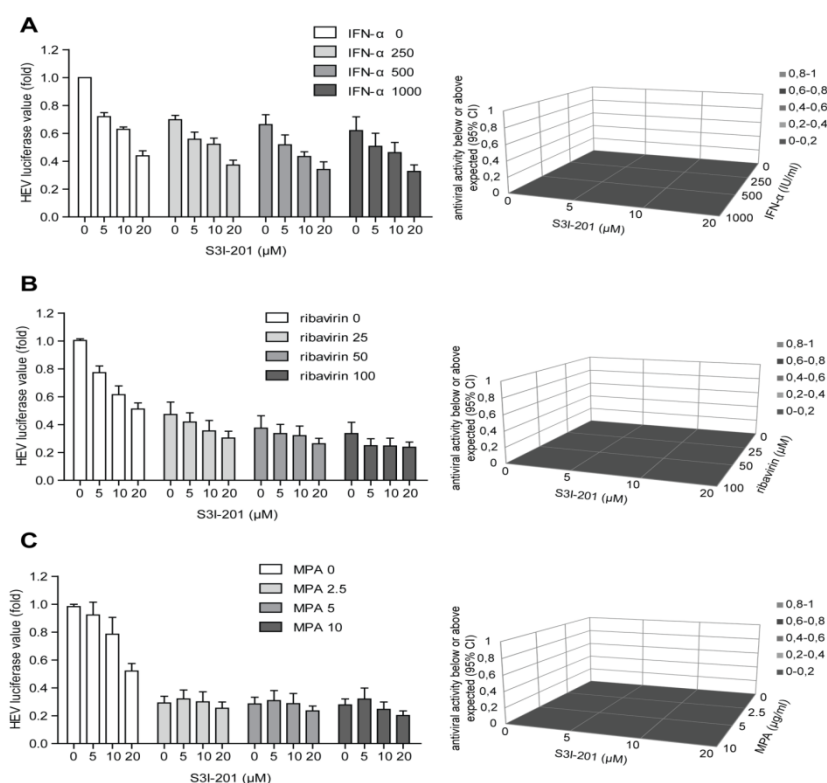 A
HEV luciferase value (fold)
1.2
1.0
0.8
0.6
0.4
0.2
0.0
IFN-α 0
IFN-α 250
IFN-α 500
IFN-α 1000
0 5 10 20 0 5 10 20 0 5 10 20 0 5 10 20
S3I-201 (µM)
antiviral activity below or above
expected (95% CI)
1
0,8
0,6
0,4
0,2
0
0
5
10
20
S3I-201 (µM)
0
250
500
1000
IFN-α (IU/ml)
0,8-1
0,6-0,8
0,4-0,6
0,2-0,4
0-0,2
B
HEV luciferase value (fold)
1.2
1.0
0.8
0.6
0.4
0.2
0.0
ribavirin 0
ribavirin 25
ribavirin 50
ribavirin 100
0 5 10 20 0 5 10 20 0 5 10 20 0 5 10 20
S3I-201 (µM)
antiviral activity below or above
expected (95% CI)
1
0,8
0,6
0,4
0,2
0
0
5
10
20
S3I-201 (µM)
0
25
50
100
ribavirin (µM)
0,8-1
0,6-0,8
0,4-0,6
0,2-0,4
0-0,2
C
HEV luciferase value (fold)
1.2
1.0
0.8
0.6
0.4
0.2
0.0
MPA 0
MPA 2.5
MPA 5
MPA 10
0 5 10 20 0 5 10 20 0 5 10 20 0 5 10 20
S3I-201 (µM)
antiviral activity below or above
expected (95% CI)
1
0,8
0,6
0,4
0,2
0
0
5
10
20
S3I-201 (µM)
0
2.5
5
10
MPA (µg/ml)
0,8-1
0,6-0,8
0,4-0,6
0,2-0,4
0-0,2